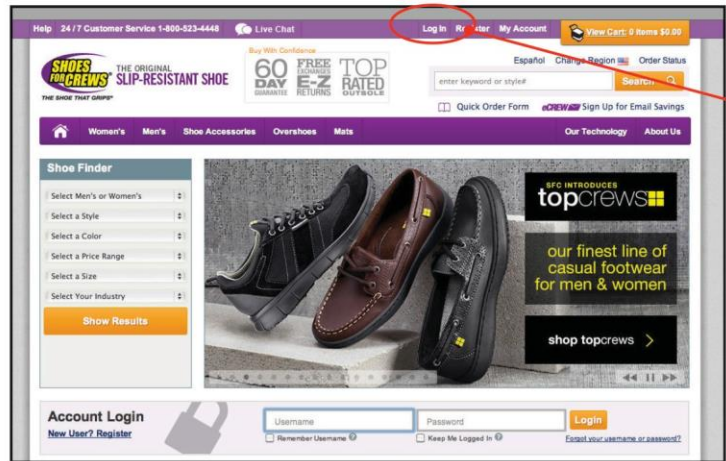 Help 24/7 Customer Service 1-800-523-4448 Live Chat Log In Register My Account View Cart: 0 Items $0.00
Español Change Region Order Status
SHOES FOR CREWS
THE ORIGINAL
SLIP-RESISTANT SHOE
THE SHOE THAT GRIPS®
Buy With Confidence
60 DAY GUARANTEE
FREE EXCHANGES E-Z RETURNS
TOP RATED OUTSOLE
enter keyword or style# Search
Quick Order Form eCREWS Sign Up for Email Savings
Women's Men's Shoe Accessories Overshoes Mats Our Technology About Us
Shoe Finder
Select Men's or Women's
Select a Style
Select a Color
Select a Price Range
Select a Size
Select Your Industry
Show Results
SFC INTRODUCES
topcrews
our finest line of
casual footwear
for men & women
shop topcrews >
Account Login
New User? Register
Username Password Login
Remember Username Keep Me Logged In Forgot your username or password?